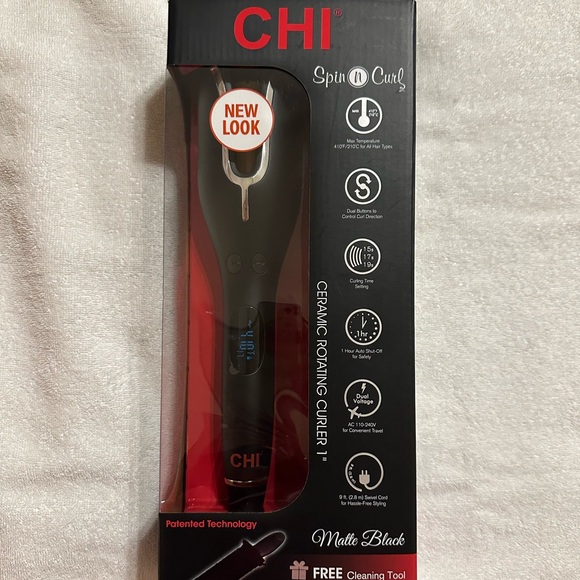 CHI®
Spin N Curl
NEW
LOOK
Max Temperature
410°F/210°C for All Hair Types
Dual Buttons to
Control Curl Direction
15s
17s
19s
Curling Time
Setting
CERAMIC ROTATING CURLER 1"
1hr
1 Hour Auto Shut-Off
for Safety
Dual
Voltage
AC 110-240V
for Convenient Travel
9 ft. (2.8 m) Swivel Cord
for Hassle-Free Styling
CHI
Patented Technology
Matte Black
FREE Cleaning Tool